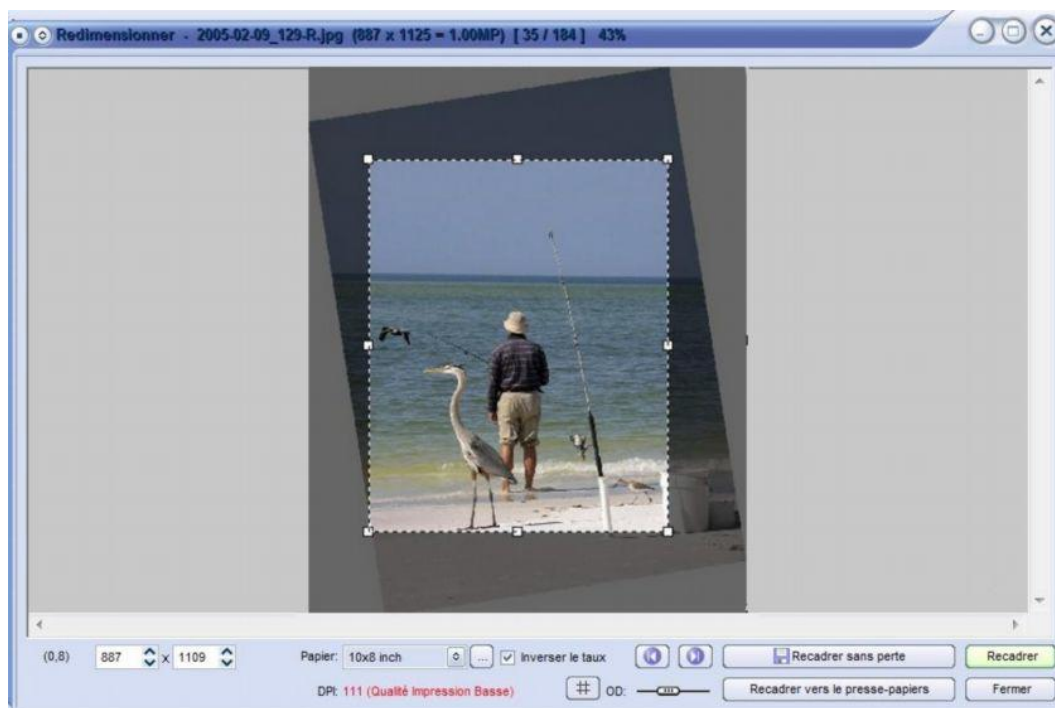 Redimensionner - 2005-02-09_129-R.jpg (887 x 1125 = 1.00MP) [ 35 / 184 ] 43%
(0,8) 887 x 1109 Papier: 10x8 inch ... Inverser le taux Recadrer sans perte Recadrer
DPI: 111 (Qualité Impression Basse) OD: Recadrer vers le presse-papiers Fermer